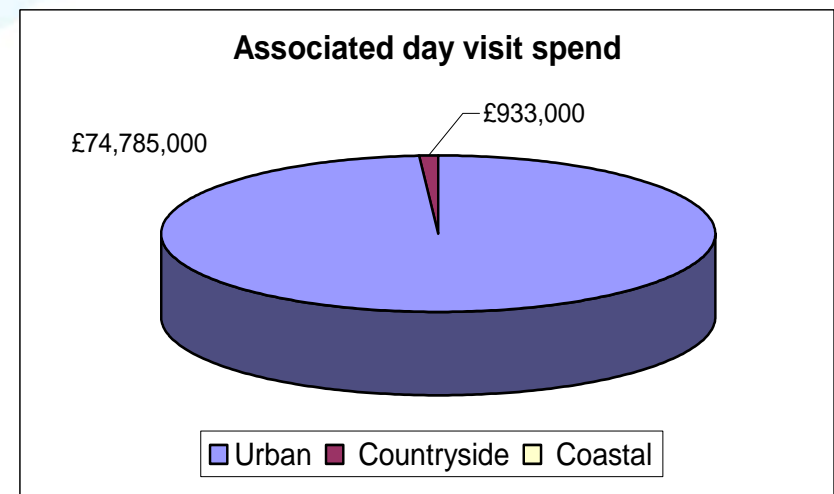 Associated day visit spend
£933,000
£74,785,000
Urban Countryside Coastal